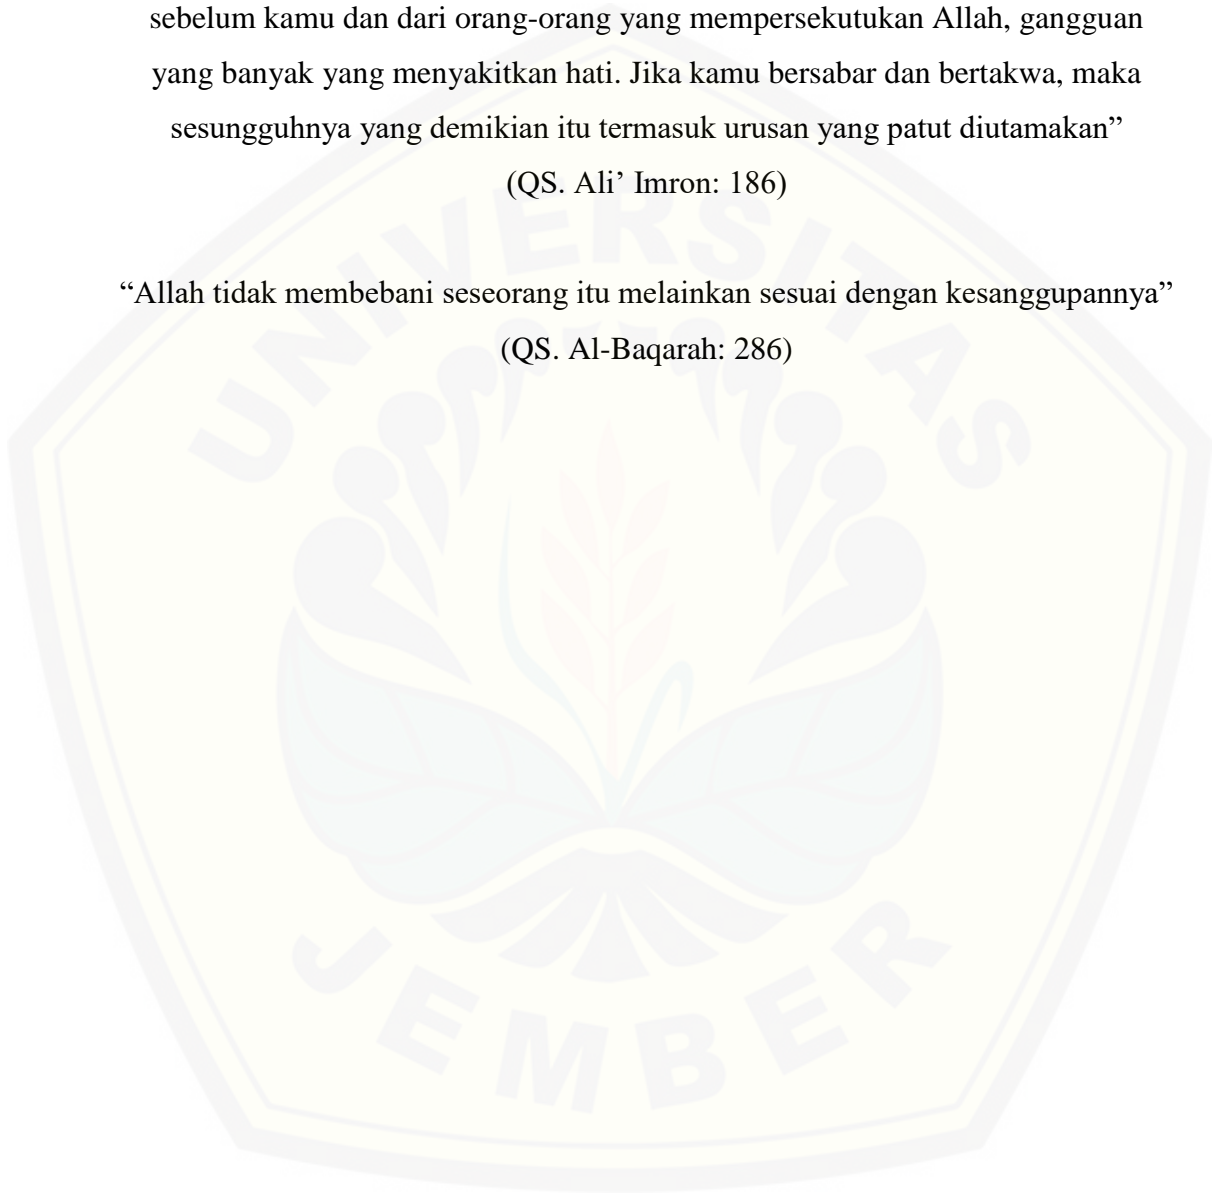 sebelum kamu dan dari orang-orang yang mempersekutukan Allah, gangguan
yang banyak yang menyakitkan hati. Jika kamu bersabar dan bertakwa, maka
sesungguhnya yang demikian itu termasuk urusan yang patut diutamakan”
(QS. Ali’ Imron: 186)
“Allah tidak membebani seseorang itu melainkan sesuai dengan kesanggupannya”
(QS. Al-Baqarah: 286)
UNIVERSITAS
JEMBER